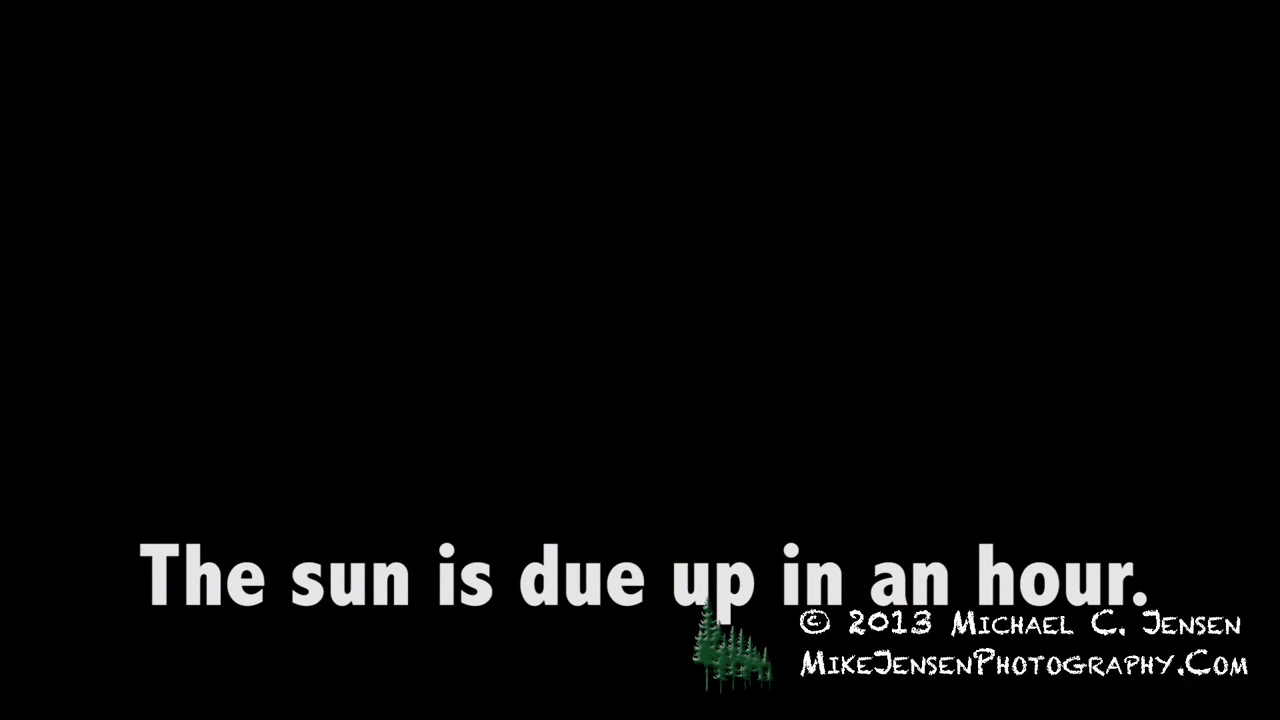 The sun is due up in an hour.
© 2013 Michael C. Jensen
MikeJensenPhotography.Com